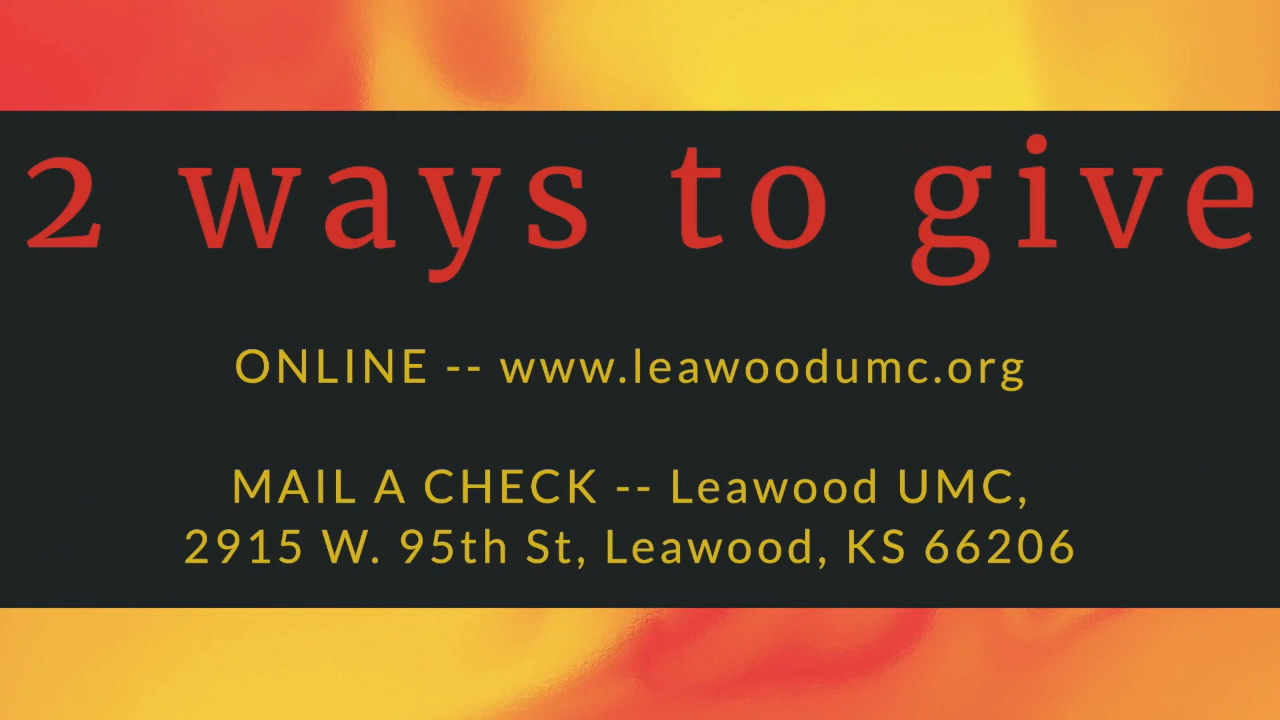 2 ways to give
ONLINE -- www.leawoodumc.org
MAIL A CHECK -- Leawood UMC,
2915 W. 95th St, Leawood, KS 66206